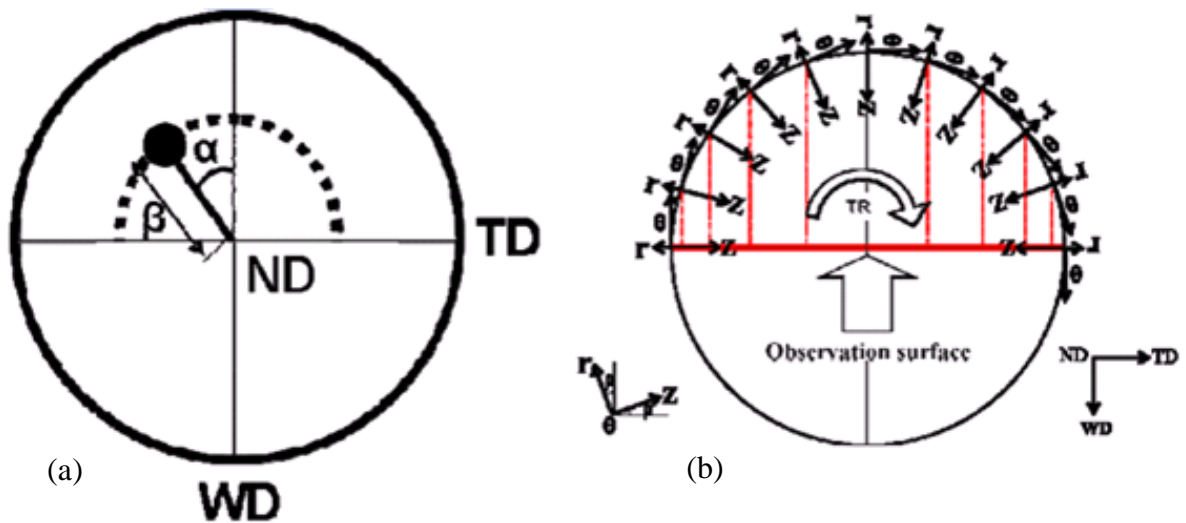 α
β
ND
TD
WD
(a)
r θ Z
r θ Z
r θ Z
r θ Z
r θ Z
r θ Z
r θ Z
r θ Z
r θ Z
r θ Z
r θ Z
TR
Observation surface
r
Z
θ
ND TD
WD
(b)